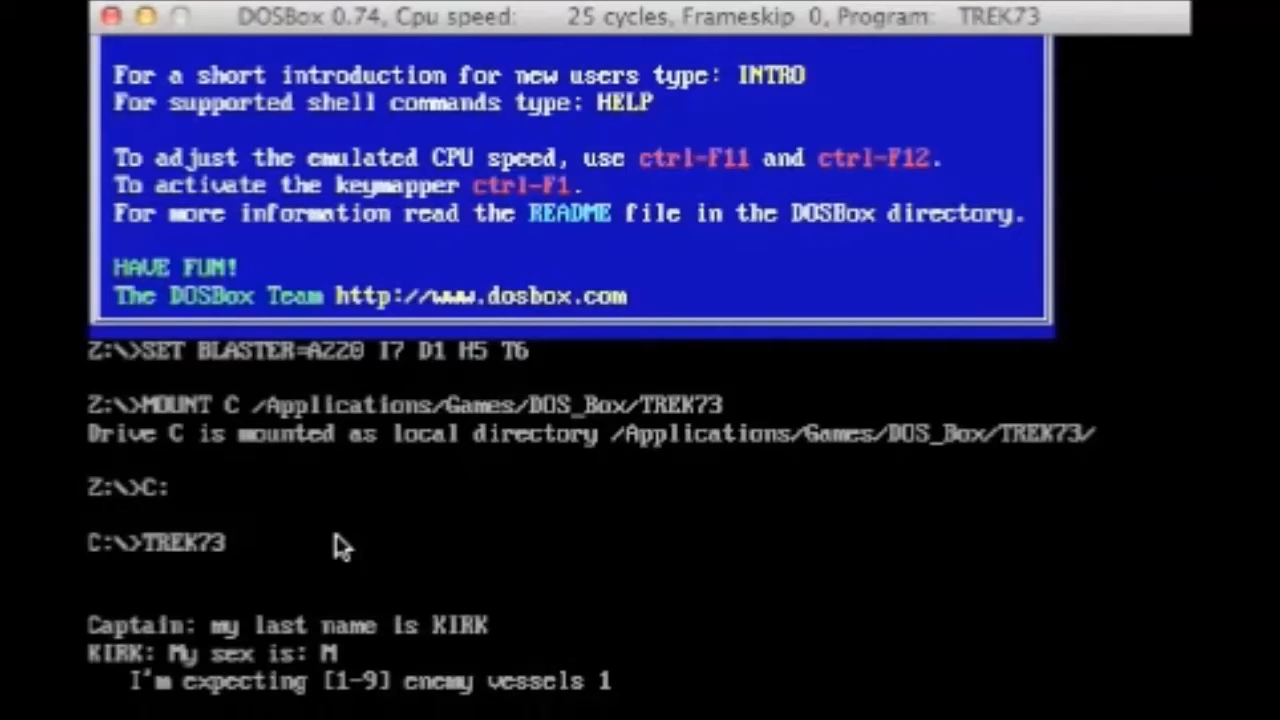 DOSBox 0.74, Cpu speed: 25 cycles, Frameskip 0, Program: TREK73
For a short introduction for new users type: INTRO
For supported shell commands type: HELP
To adjust the emulated CPU speed, use ctrl-F11 and ctrl-F12.
To activate the keymapper ctrl-F1.
For more information read the README file in the DOSBox directory.
HAVE FUN!
The DOSBox Team http://www.dosbox.com
Z:\>SET BLASTER=A220 I7 D1 H5 T6
Z:\>MOUNT C /Applications/Games/DOS_Box/TREK73
Drive C is mounted as local directory /Applications/Games/DOS_Box/TREK73/
Z:\>C:
C:\>TREK73
Captain: my last name is KIRK
KIRK: My sex is: M
I'm expecting [1-9] enemy vessels 1